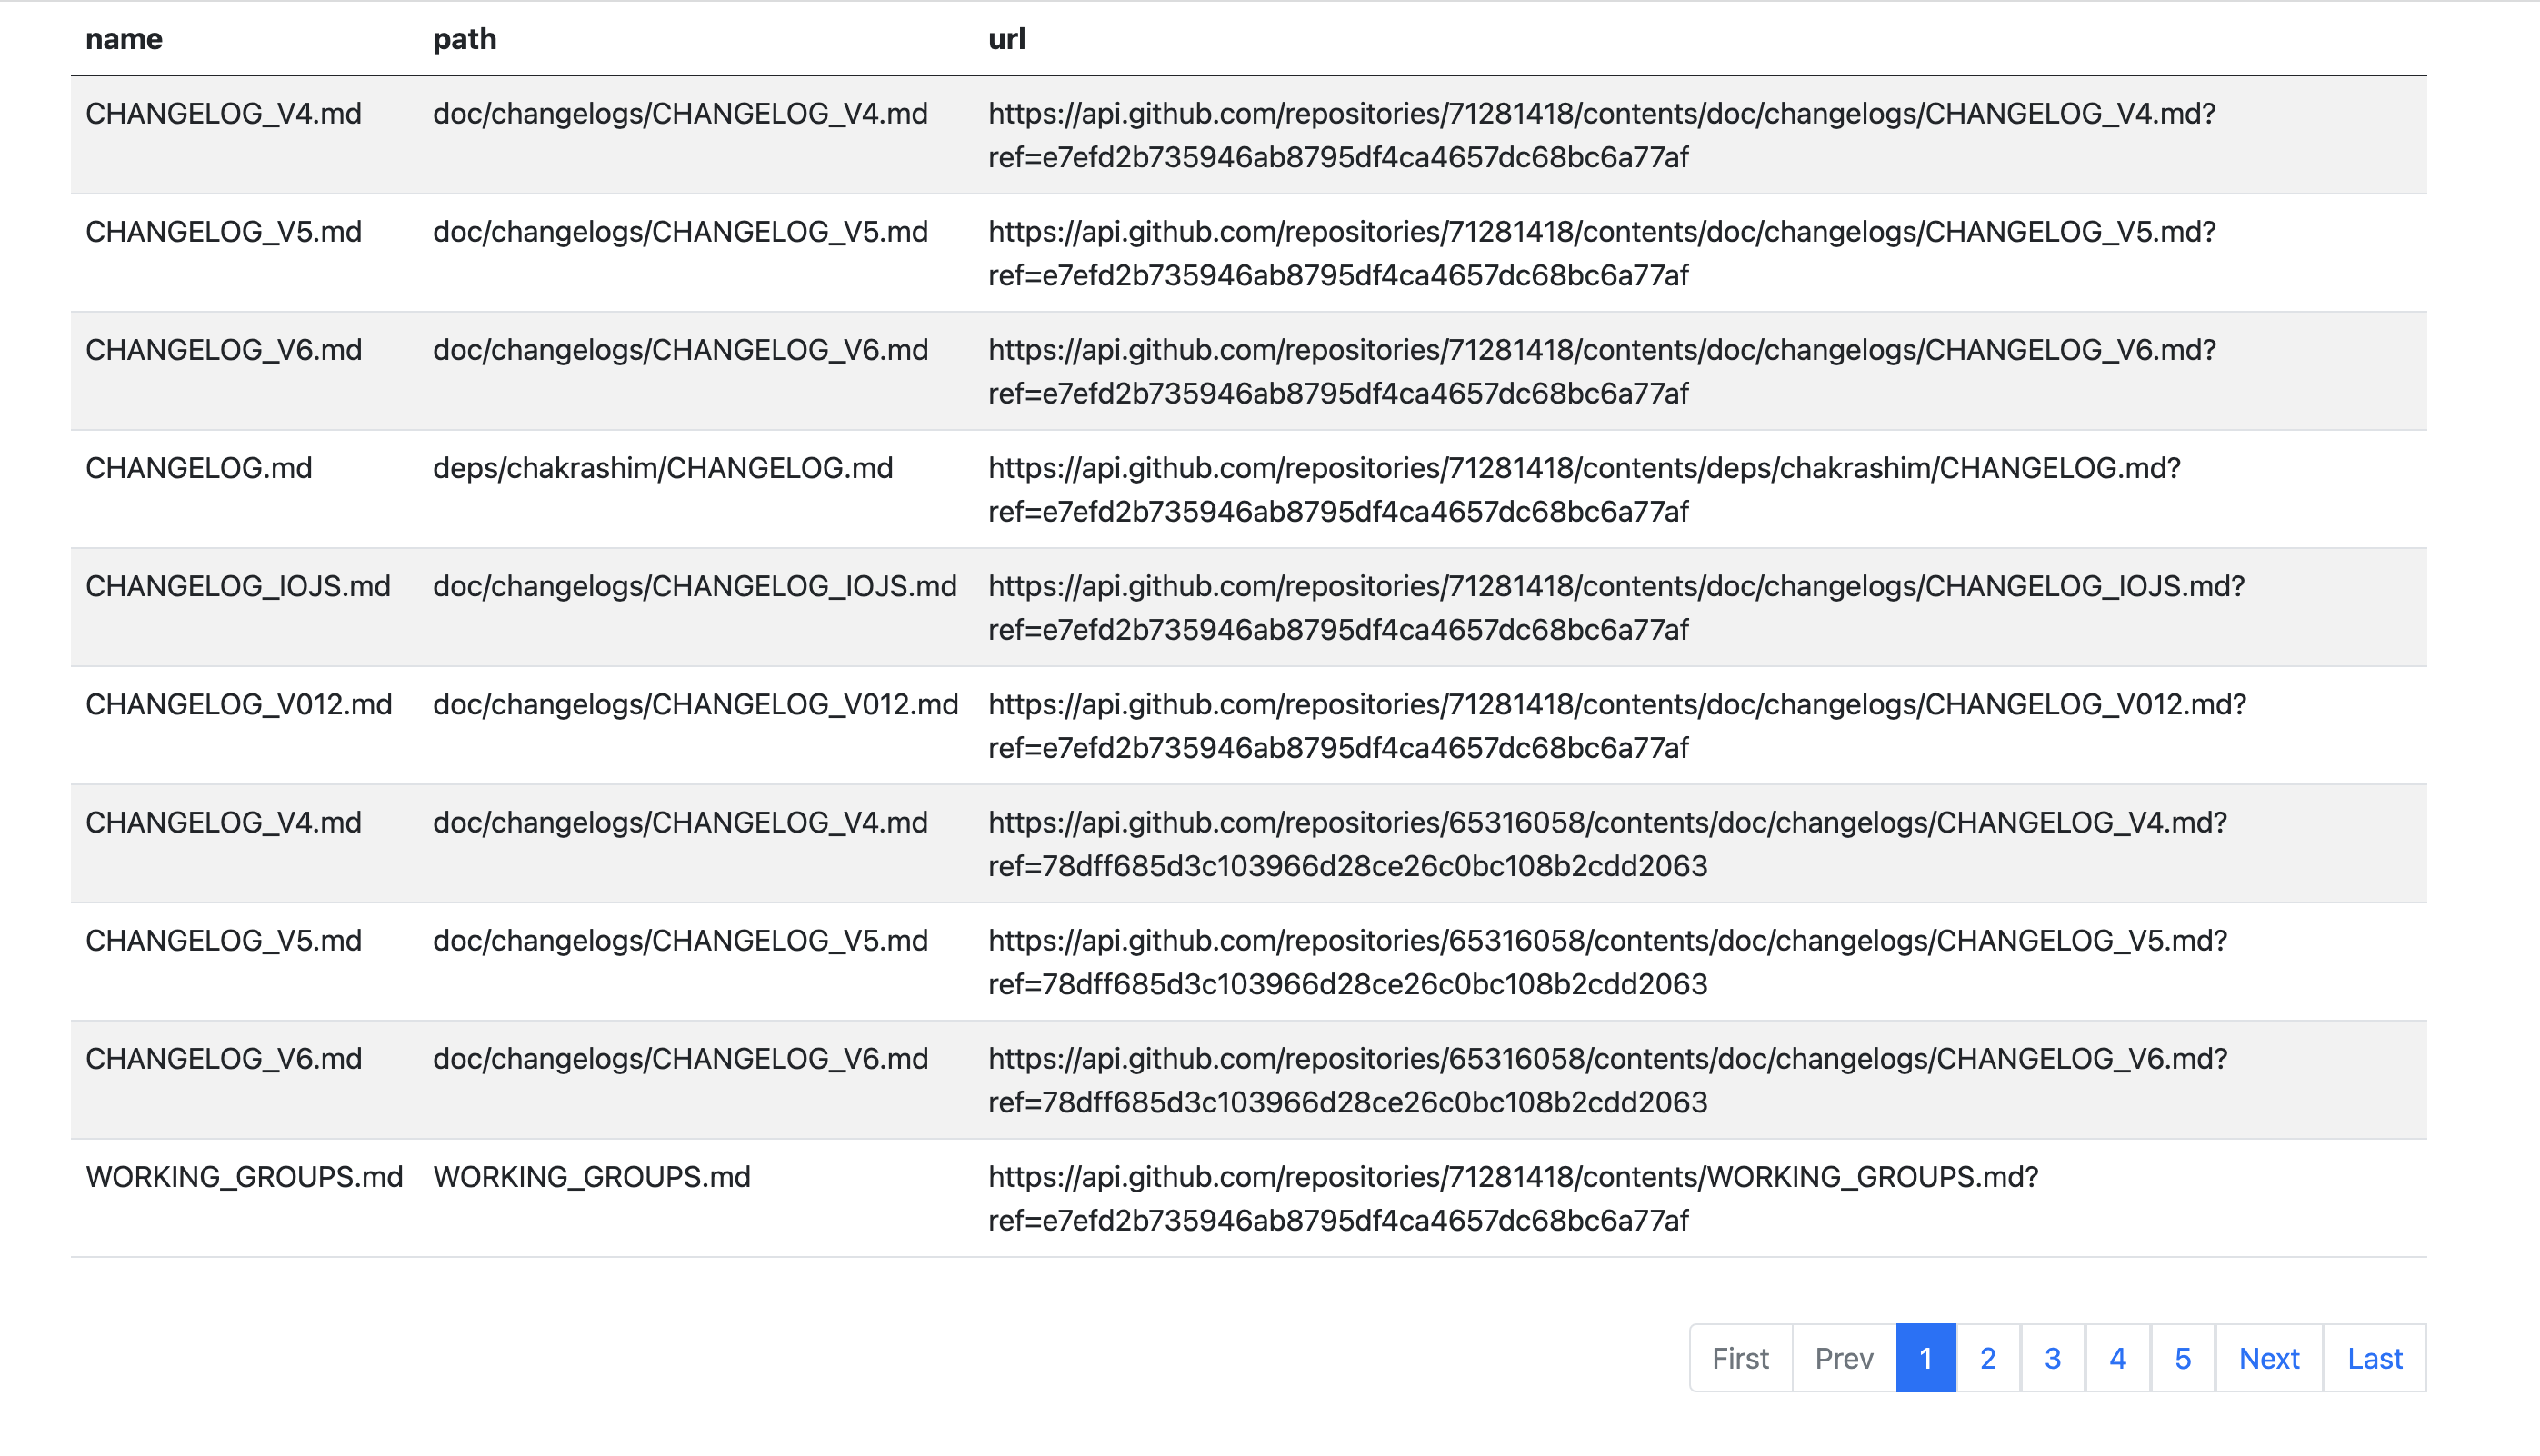 name path url
CHANGELOG_V4.md doc/changelogs/CHANGELOG_V4.md https://api.github.com/repositories/71281418/contents/doc/changelogs/CHANGELOG_V4.md?
ref=e7efd2b735946ab8795df4ca4657dc68bc6a77af
CHANGELOG_V5.md doc/changelogs/CHANGELOG_V5.md https://api.github.com/repositories/71281418/contents/doc/changelogs/CHANGELOG_V5.md?
ref=e7efd2b735946ab8795df4ca4657dc68bc6a77af
CHANGELOG_V6.md doc/changelogs/CHANGELOG_V6.md https://api.github.com/repositories/71281418/contents/doc/changelogs/CHANGELOG_V6.md?
ref=e7efd2b735946ab8795df4ca4657dc68bc6a77af
CHANGELOG.md deps/chakrashim/CHANGELOG.md https://api.github.com/repositories/71281418/contents/deps/chakrashim/CHANGELOG.md?
ref=e7efd2b735946ab8795df4ca4657dc68bc6a77af
CHANGELOG_IOJS.md doc/changelogs/CHANGELOG_IOJS.md https://api.github.com/repositories/71281418/contents/doc/changelogs/CHANGELOG_IOJS.md?
ref=e7efd2b735946ab8795df4ca4657dc68bc6a77af
CHANGELOG_V012.md doc/changelogs/CHANGELOG_V012.md https://api.github.com/repositories/71281418/contents/doc/changelogs/CHANGELOG_V012.md?
ref=e7efd2b735946ab8795df4ca4657dc68bc6a77af
CHANGELOG_V4.md doc/changelogs/CHANGELOG_V4.md https://api.github.com/repositories/65316058/contents/doc/changelogs/CHANGELOG_V4.md?
ref=78dff685d3c103966d28ce26c0bc108b2cdd2063
CHANGELOG_V5.md doc/changelogs/CHANGELOG_V5.md https://api.github.com/repositories/65316058/contents/doc/changelogs/CHANGELOG_V5.md?
ref=78dff685d3c103966d28ce26c0bc108b2cdd2063
CHANGELOG_V6.md doc/changelogs/CHANGELOG_V6.md https://api.github.com/repositories/65316058/contents/doc/changelogs/CHANGELOG_V6.md?
ref=78dff685d3c103966d28ce26c0bc108b2cdd2063
WORKING_GROUPS.md WORKING_GROUPS.md https://api.github.com/repositories/71281418/contents/WORKING_GROUPS.md?
ref=e7efd2b735946ab8795df4ca4657dc68bc6a77af
First Prev 1 2 3 4 5 Next Last